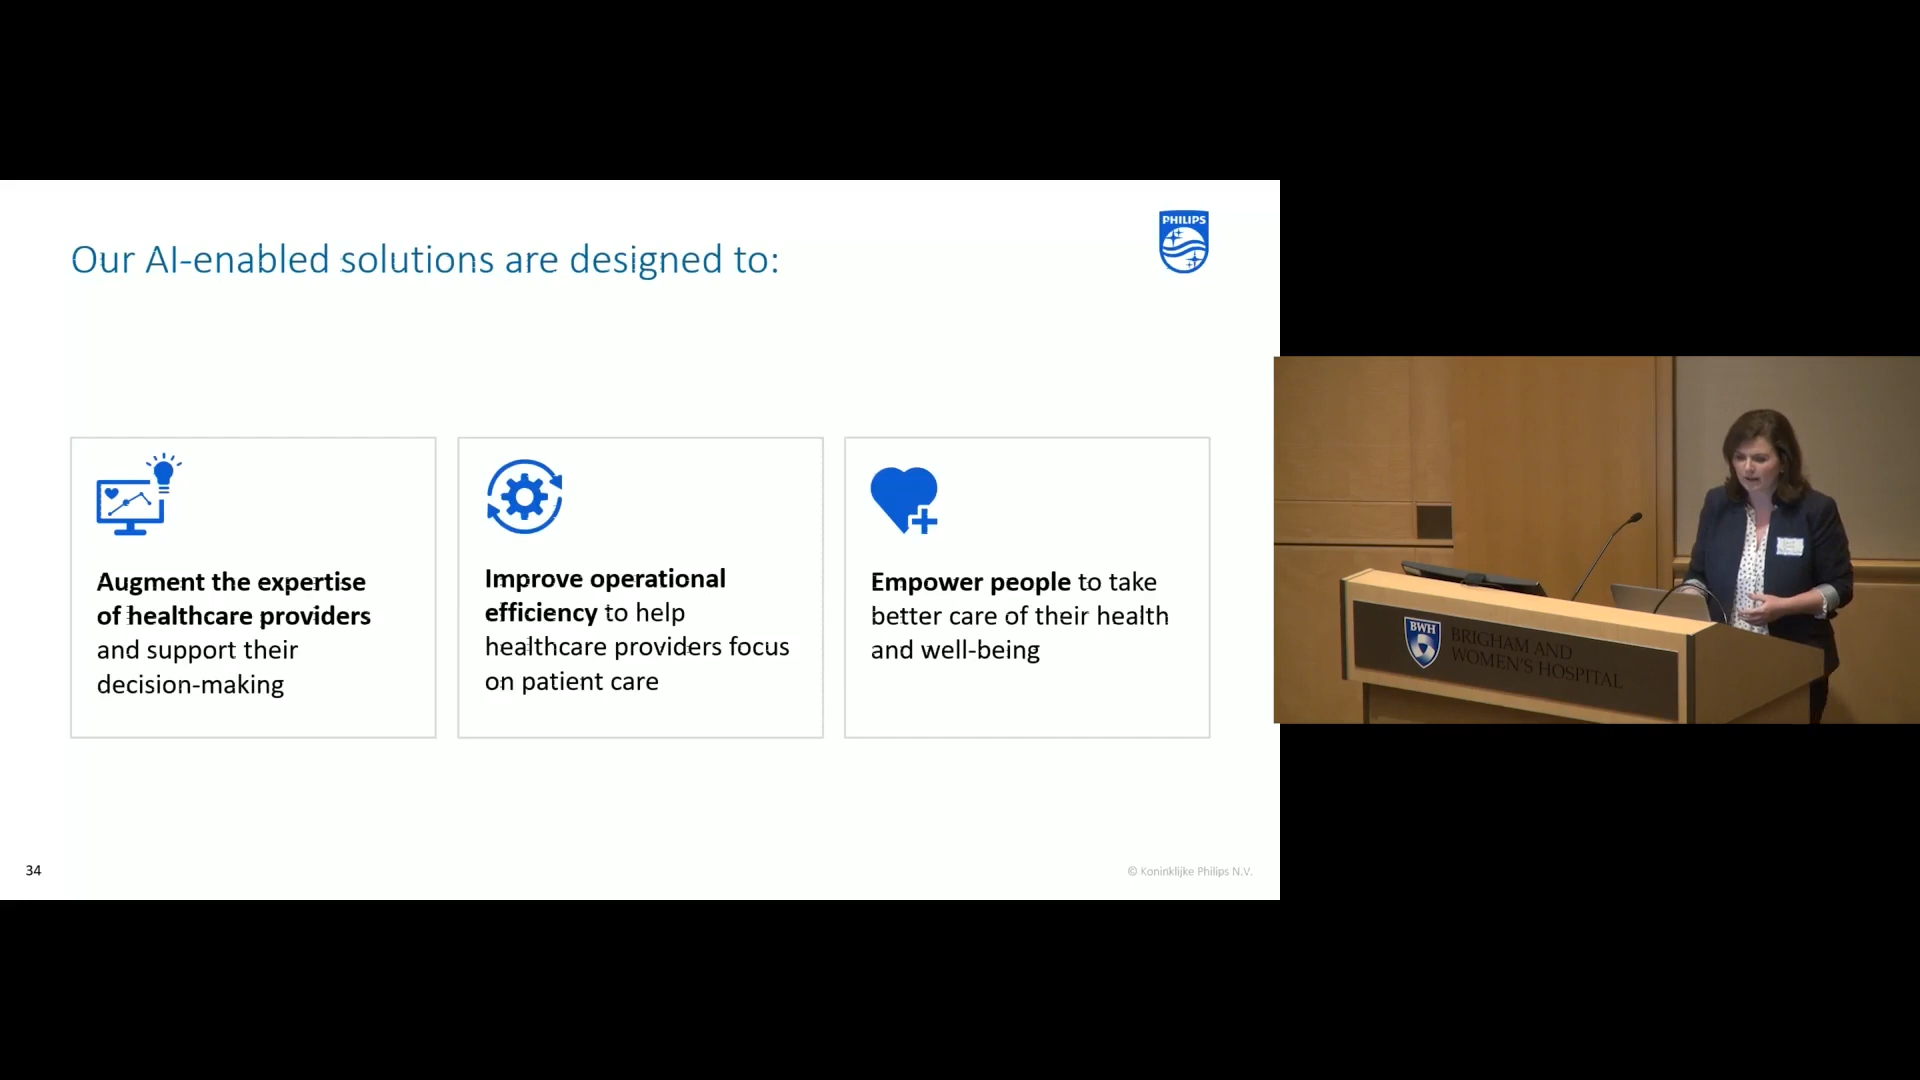 PHILIPS
Our AI-enabled solutions are designed to:
Augment the expertise
of healthcare providers
and support their
decision-making
Improve operational
efficiency to help
healthcare providers focus
on patient care
Empower people to take
better care of their health
and well-being
34
© Koninklijke Philips N.V.
BWH
BRIGHAM AND
WOMEN'S HOSPITAL